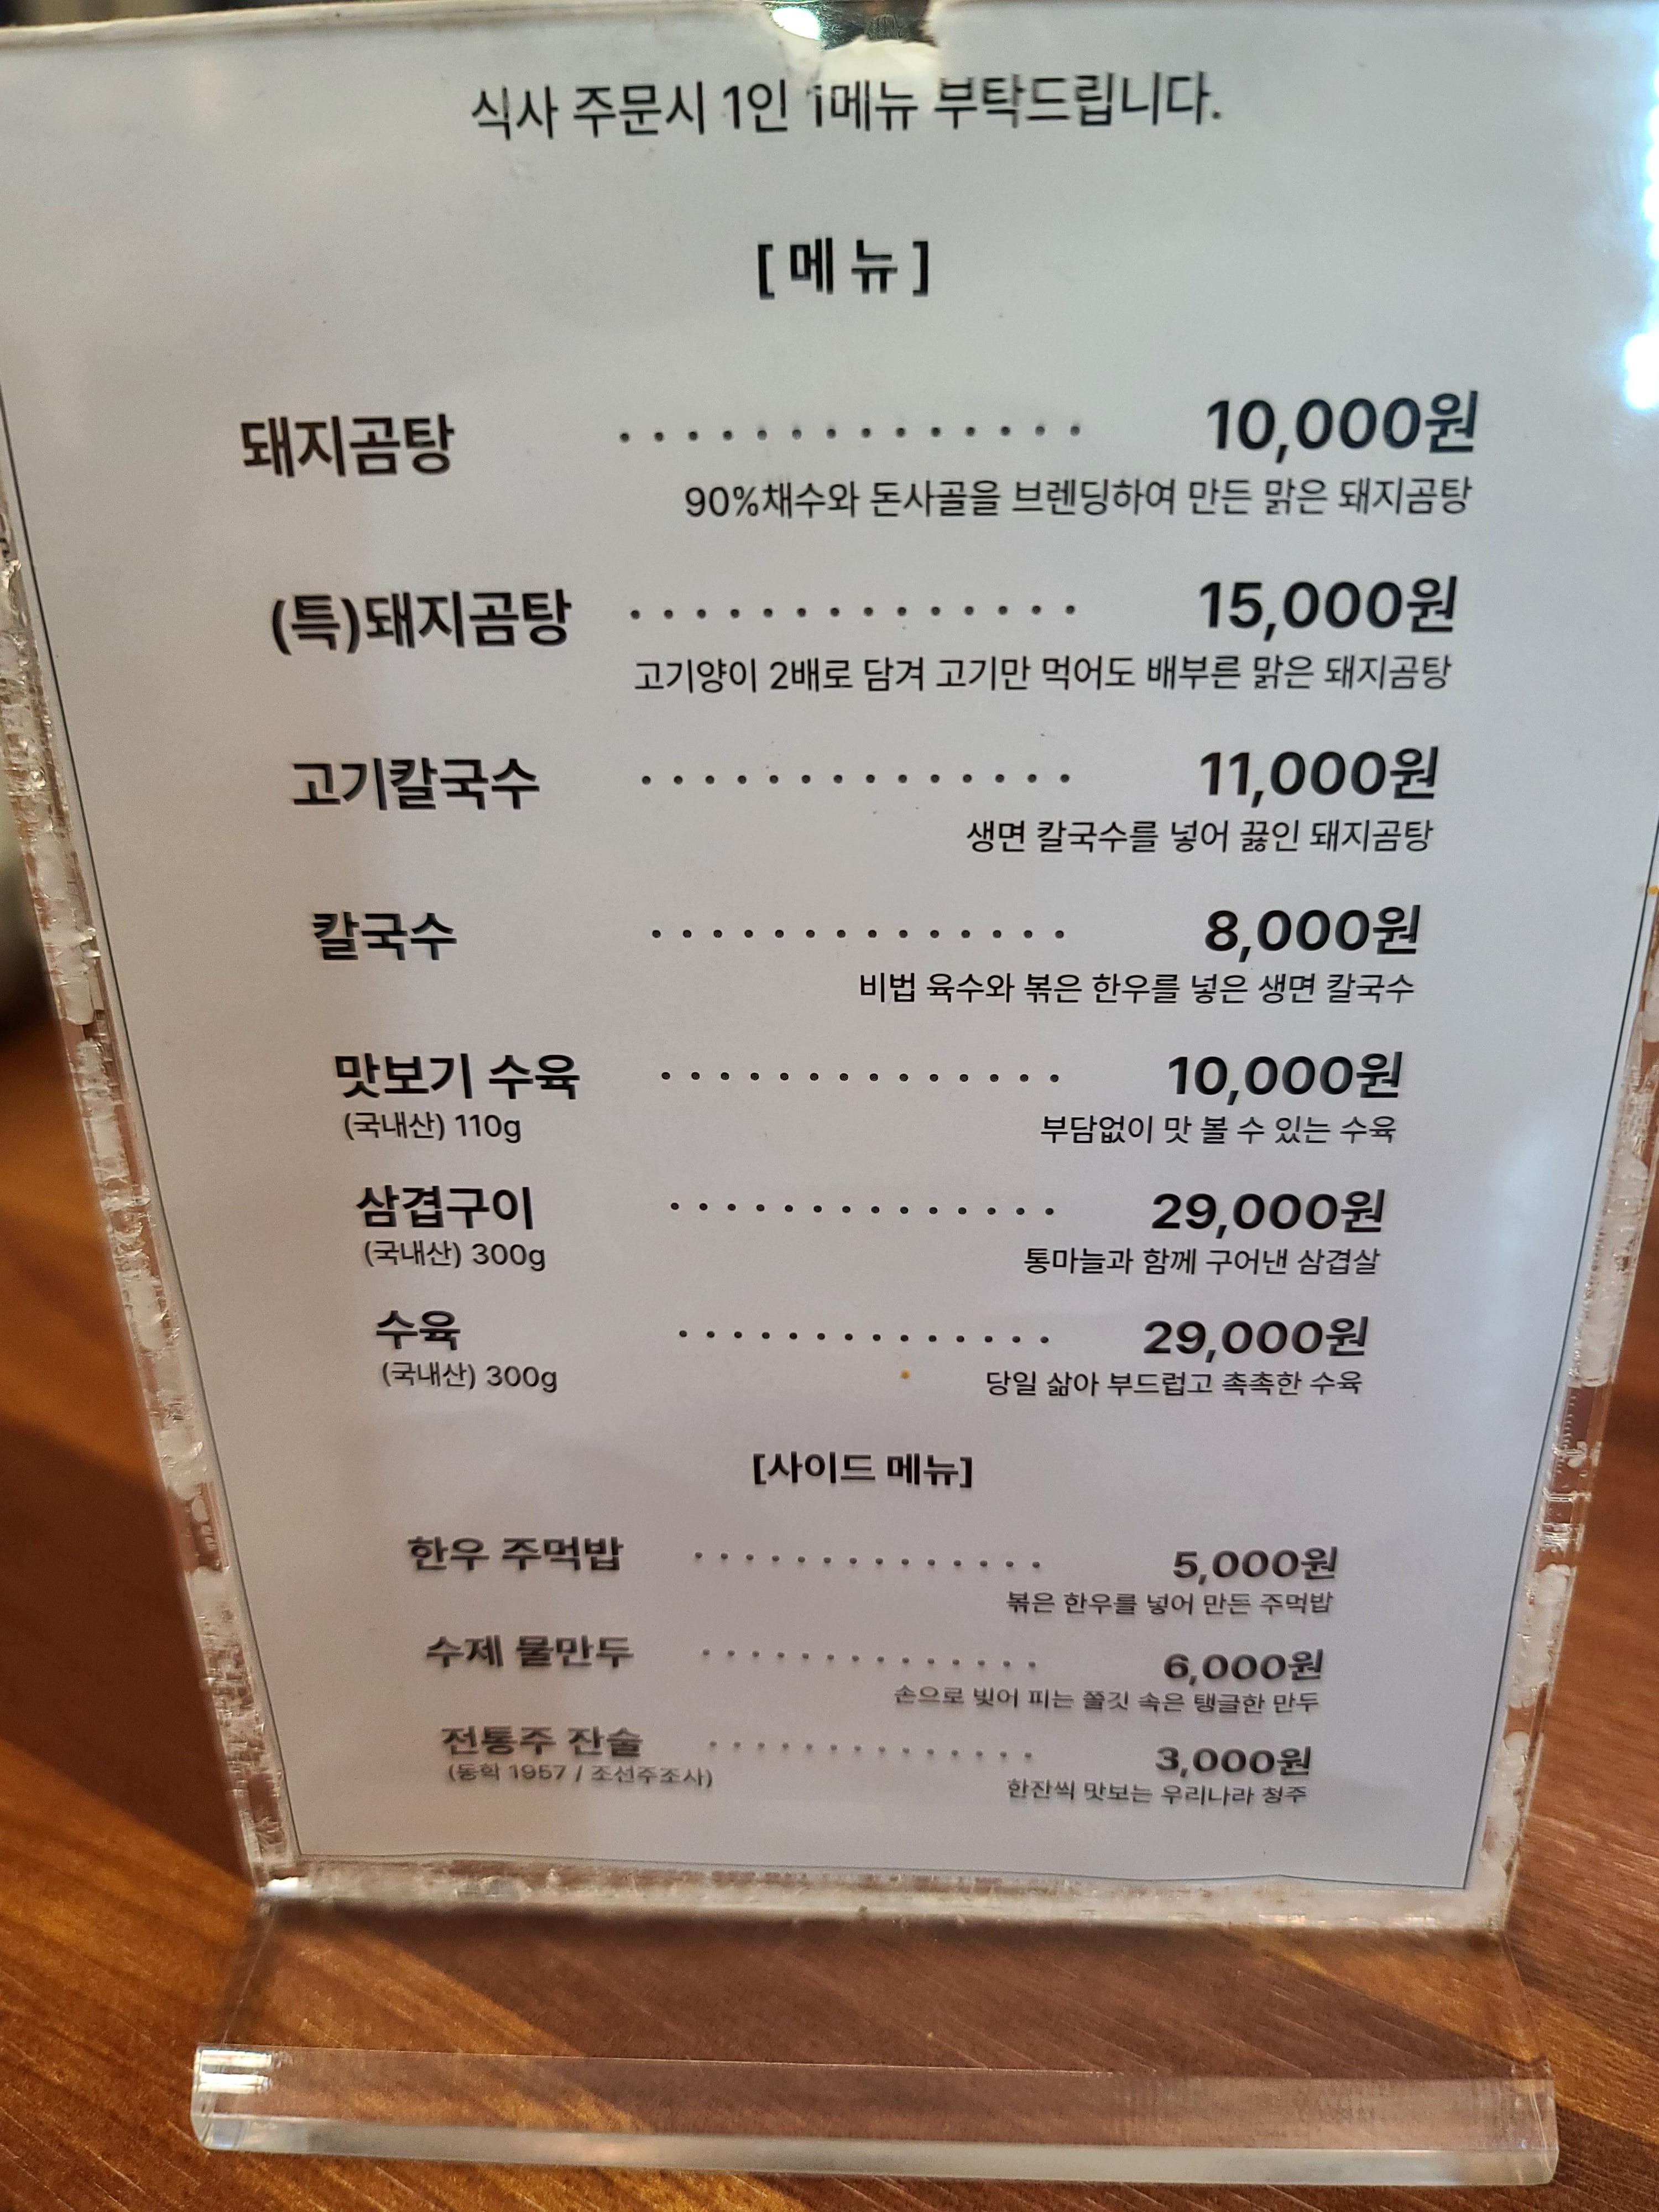 식사 주문시 1인 1메뉴 부탁드립니다.
[ 메 뉴 ]
돼지곰탕 · · · · · · · · · · · · · · 10,000원
90%채수와 돈사골을 브렌딩하여 만든 맑은 돼지곰탕
(특)돼지곰탕 · · · · · · · · · · · · · · 15,000원
고기양이 2배로 담겨 고기만 먹어도 배부른 맑은 돼지곰탕
고기칼국수 · · · · · · · · · · · · · · 11,000원
생면 칼국수를 넣어 끓인 돼지곰탕
칼국수 · · · · · · · · · · · · · · 8,000원
비법 육수와 볶은 한우를 넣은 생면 칼국수
맛보기 수육 · · · · · · · · · · · · · · 10,000원
(국내산) 110g 부담없이 맛 볼 수 있는 수육
삼겹구이 · · · · · · · · · · · · · · 29,000원
(국내산) 300g 통마늘과 함께 구어낸 삼겹살
수육 · · · · · · · · · · · · · · 29,000원
(국내산) 300g 당일 삶아 부드럽고 촉촉한 수육
[사이드 메뉴]
한우 주먹밥 · · · · · · · · · · · · · · 5,000원
볶은 한우를 넣어 만든 주먹밥
수제 물만두 · · · · · · · · · · · · · · 6,000원
손으로 빚어 피는 쫄깃 속은 탱글한 만두
전통주 잔술 · · · · · · · · · · · · · · 3,000원
(동학 1957 / 조선주조사) 한잔씩 맛보는 우리나라 청주